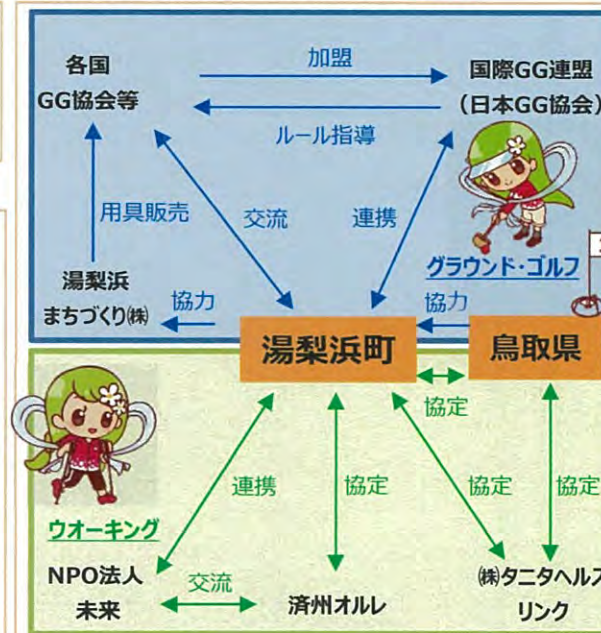 加盟
各国
GG協会等
国際GG連盟
(日本GG協会)
ルール指導
用具販売
交流
連携
グラウンド・ゴルフ
湯梨浜
まちづくり㈱
協力
協力
湯梨浜町
鳥取県
協定
連携
協定
協定
協定
ウオーキング
NPO法人
未来
交流
済州オルレ
㈱タニタヘルス
リンク